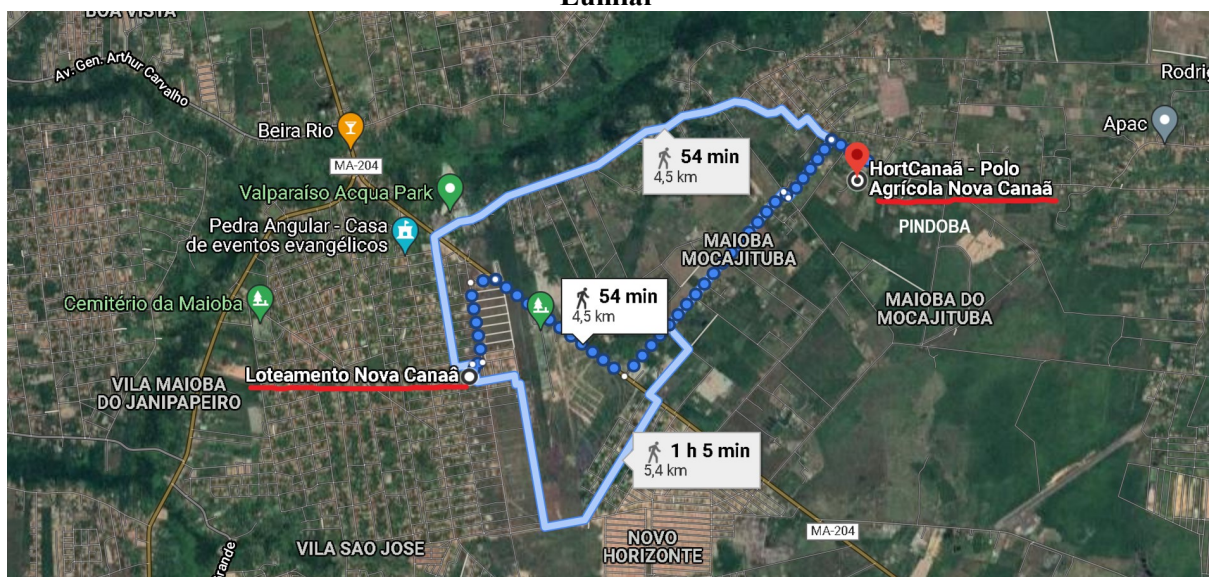 BOA VISTA
Av. Gen. Arthur Carvalho
Rodrig
Beira Rio
Apac
MA-204
54 min
4,5 km
HortCanaã - Polo
Agrícola Nova Canaã
Valparaíso Acqua Park
Pedra Angular - Casa
de eventos evangélicos
PINDOBA
MAIOBA
MOCAJITUBA
Cemitério da Maioba
54 min
4,5 km
MAIOBA DO
MOCAJITUBA
Loteamento Nova Canaã
VILA MAIOBA
DO JANIPAPEIRO
1 h 5 min
5,4 km
MA-204
VILA SAO JOSE
NOVO
HORIZONTE